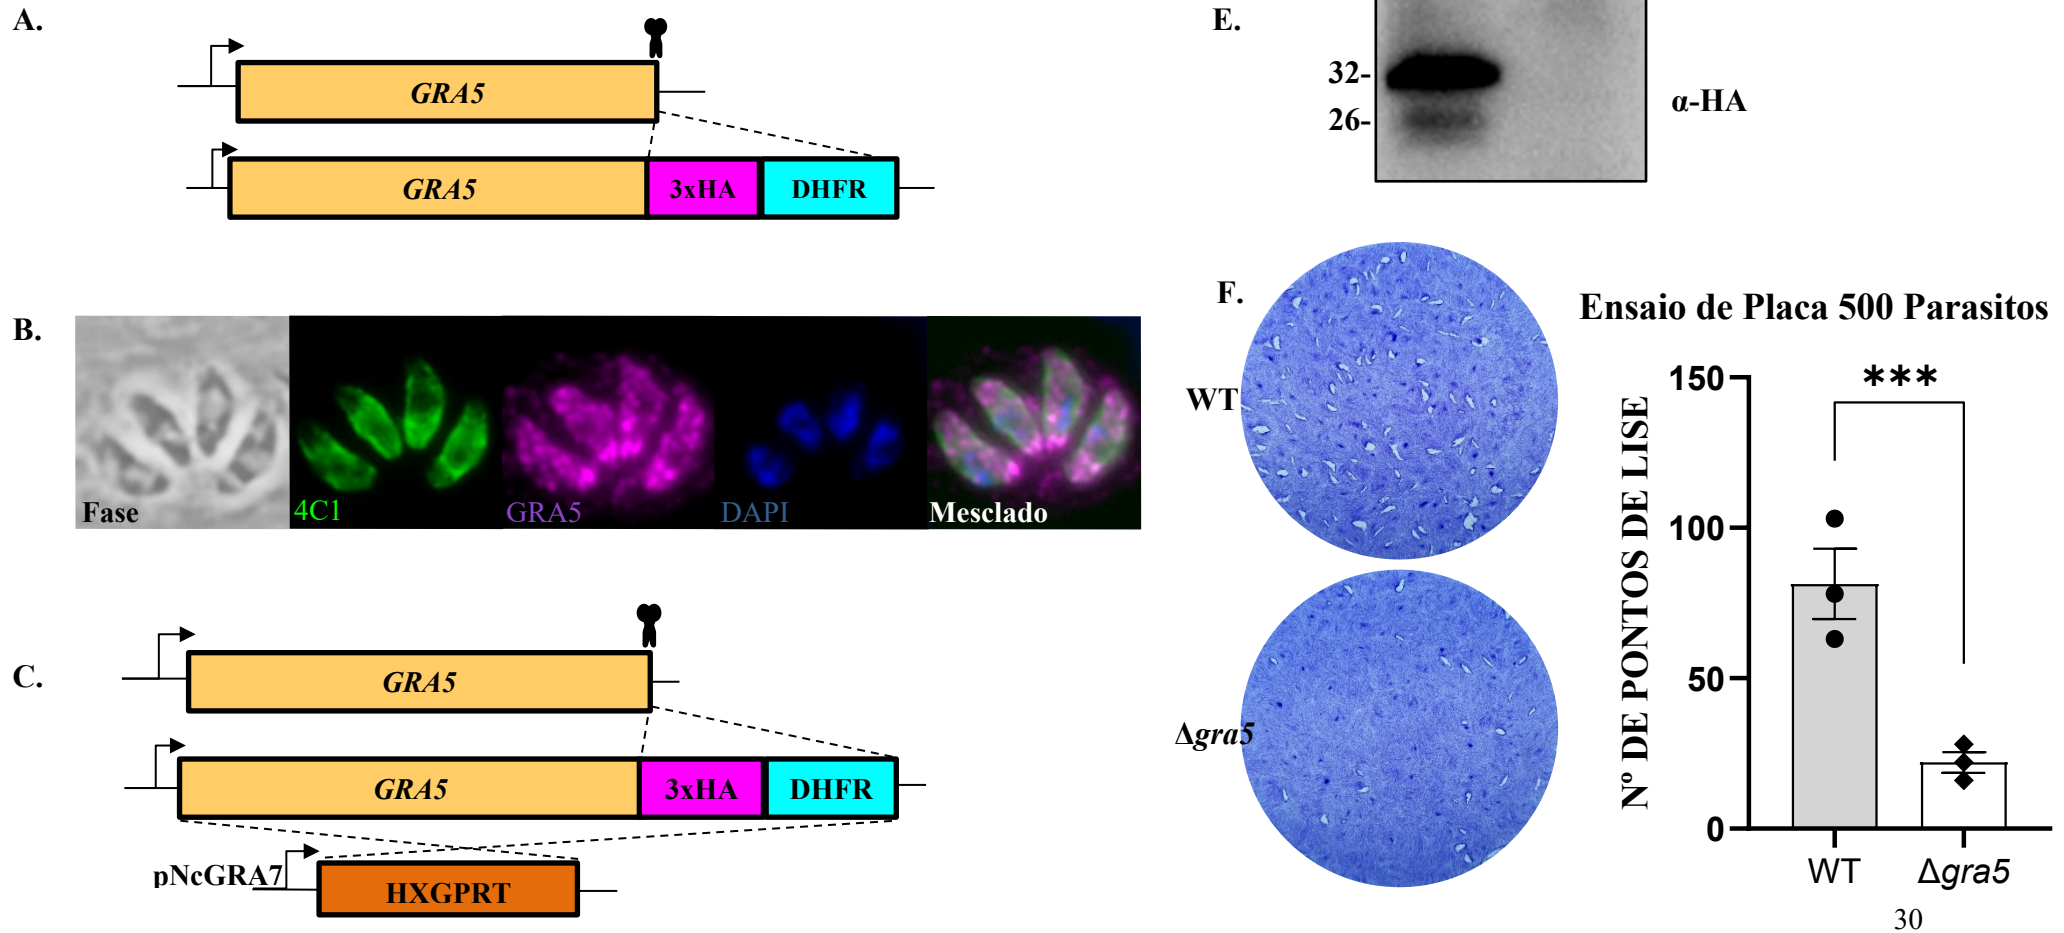 A.
GRA5
GRA5 3xHA DHFR
B.
Fase 4C1 GRA5 DAPI Mesclado
C.
GRA5
GRA5 3xHA DHFR
pNcGRA7
HXGPRT
E.
32-
26-
α-HA
F.
WT
Δgra5
Ensaio de Placa 500 Parasitos
***
Nº DE PONTOS DE LISE
150
100
50
0
WT Δgra5
30